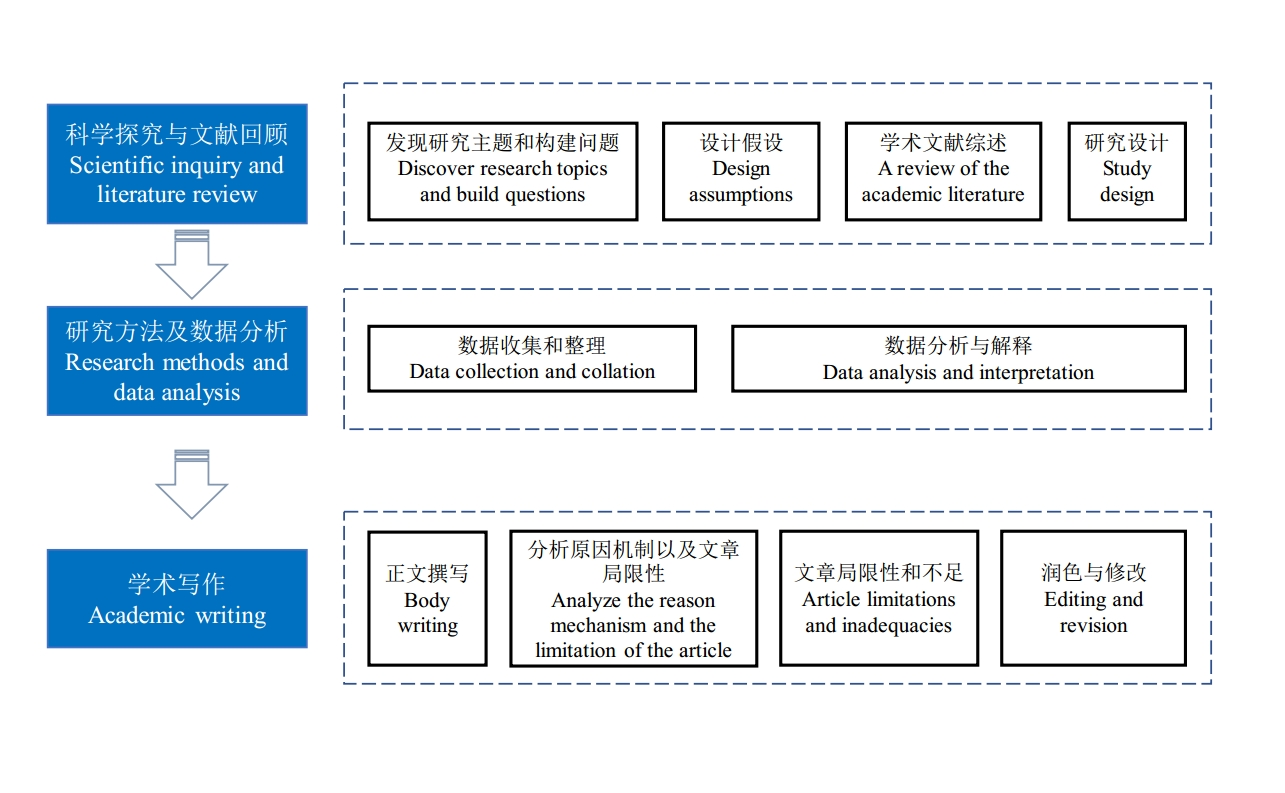 科学探究与文献回顾
Scientific inquiry and
literature review
发现研究主题和构建问题
Discover research topics
and build questions
设计假设
Design
assumptions
学术文献综述
A review of the
academic literature
研究设计
Study
design
研究方法及数据分析
Research methods and
data analysis
数据收集和整理
Data collection and collation
数据分析与解释
Data analysis and interpretation
学术写作
Academic writing
正文撰写
Body
writing
分析原因机制以及文章
局限性
Analyze the reason
mechanism and the
limitation of the article
文章局限性和不足
Article limitations
and inadequacies
润色与修改
Editing and
revision